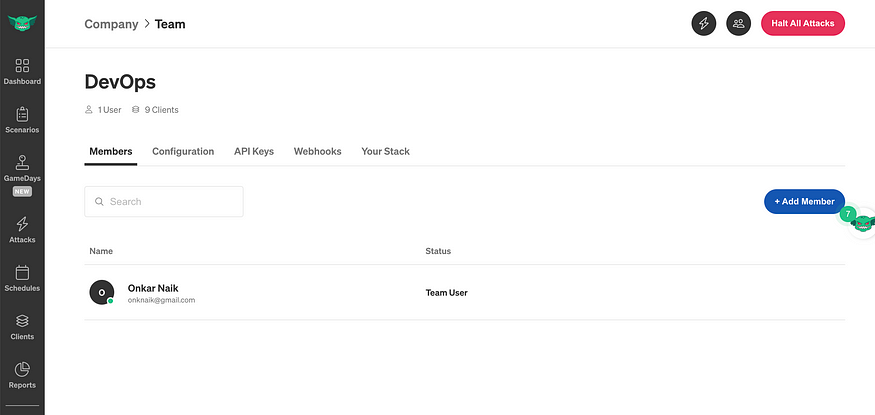 Company > Team
Halt All Attacks
Dashboard
Scenarios
GameDays
NEW
Attacks
Schedules
Clients
Reports
DevOps
1 User 9 Clients
Members Configuration API Keys Webhooks Your Stack
Search
+ Add Member
7
Name Status
O Onkar Naik Team User
onknaik@gmail.com